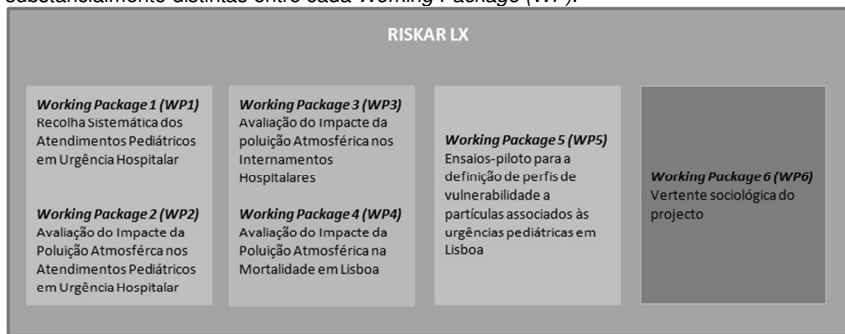 substancialmente distintas entre cada Working Package (WP).
RISKAR LX
Working Package 1 (WP1)
Recolha Sistemática dos
Atendimentos Pediátricos
em Urgência Hospitalar
Working Package 2 (WP2)
Avaliação do Impacte da
Poluição Atmosférca nos
Atendimentos Pediátricos
em Urgência Hospitalar
Working Package 3 (WP3)
Avaliação do Impacte da
poluição Atmosférica nos
Internamentos
Hospitalares
Working Package 4 (WP4)
Avaliação do Impacte da
Poluição Atmosférica na
Mortalidade em Lisboa
Working Package 5 (WP5)
Ensaios-piloto para a
definição de perfis de
vulnerabilidade a
partículas associados às
urgências pediátricas em
Lisboa
Working Package 6 (WP6)
Vertente sociológica do
projecto